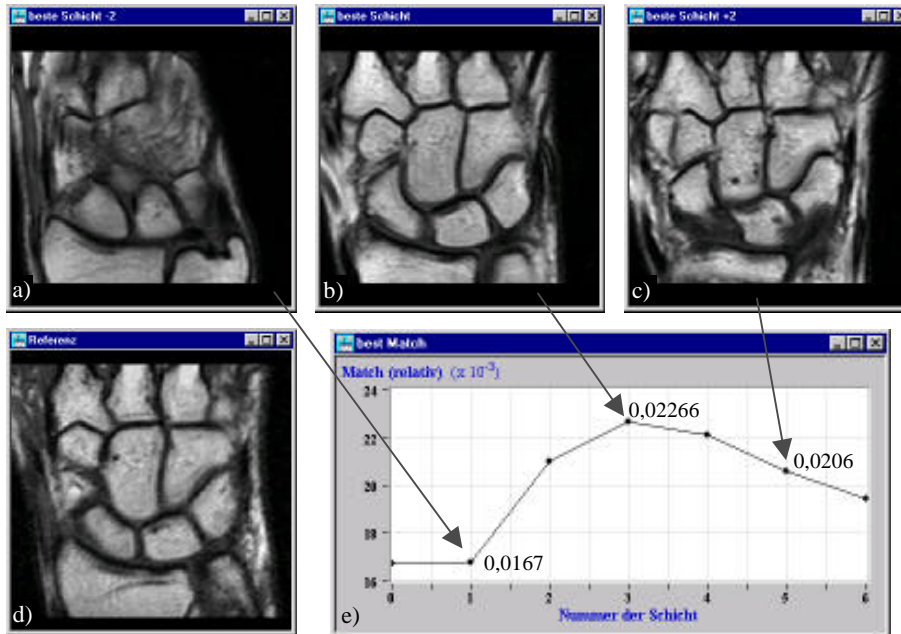 beste Schicht -2
beste Schicht
beste Schicht +2
a)
b)
c)
Referenz
best Match
Match (relativ) (x 10⁻³)
24
22
20
18
16
0,02266
0,0206
0,0167
0 1 2 3 4 5 6
Nummer der Schicht
d)
e)